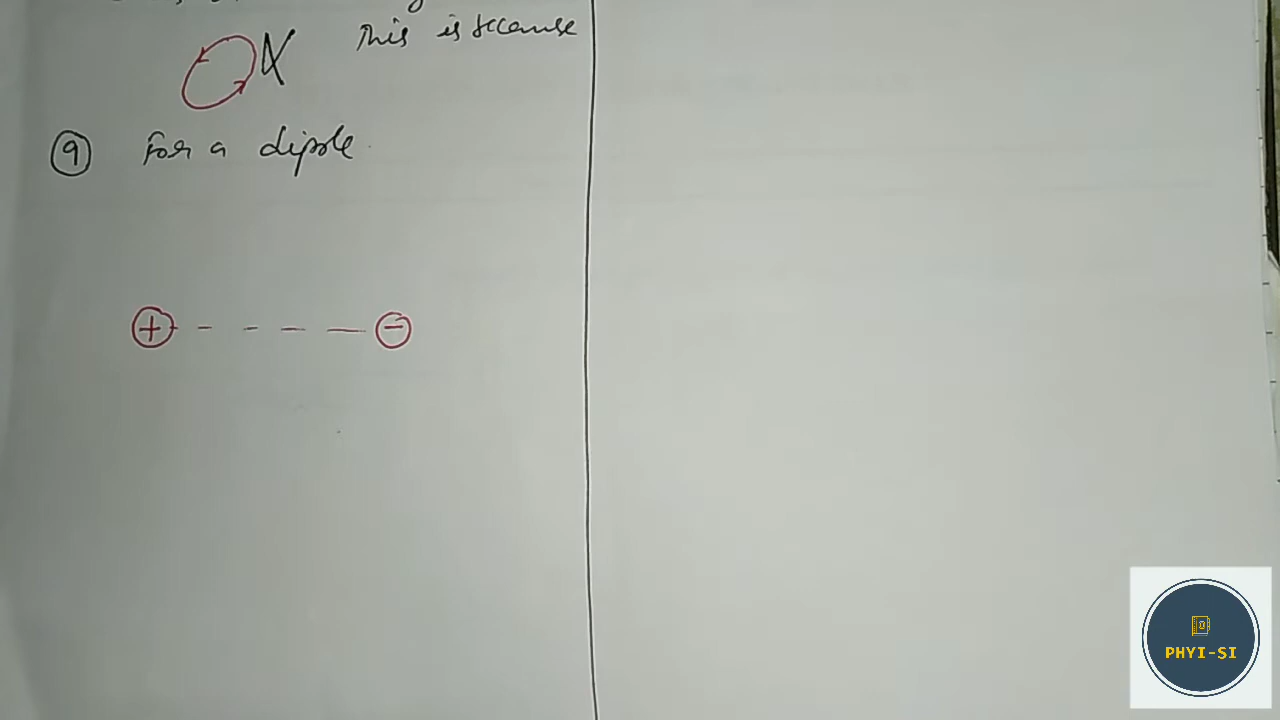 This is because
9 For a dipole
+ - - - — -
PHYI-SI